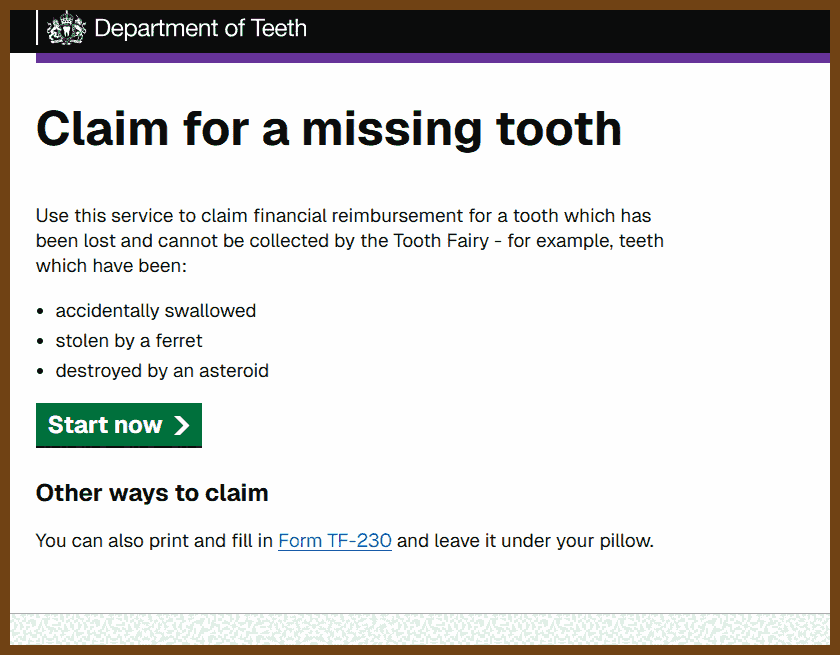 Department of Teeth
Claim for a missing tooth
Use this service to claim financial reimbursement for a tooth which has
been lost and cannot be collected by the Tooth Fairy - for example, teeth
which have been:
• accidentally swallowed
• stolen by a ferret
• destroyed by an asteroid
Start now
Other ways to claim
You can also print and fill in Form TF-230 and leave it under your pillow.